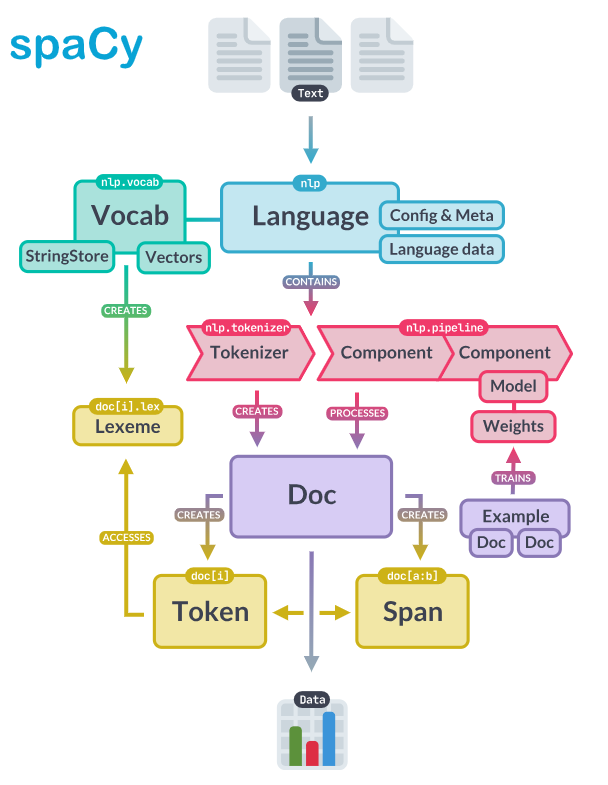 spaCy
Text
nlp.vocab
nlp
Vocab
Language
Config & Meta
StringStore
Vectors
Language data
CONTAINS
CREATES
nlp.tokenizer
nlp.pipeline
Tokenizer
Component
Component
Model
doc[i].lex
Lexeme
CREATES
PROCESSES
Weights
TRAINS
Doc
CREATES
CREATES
Example
Doc
Doc
ACCESSES
doc[i]
doc[a:b]
Token
Span
Data